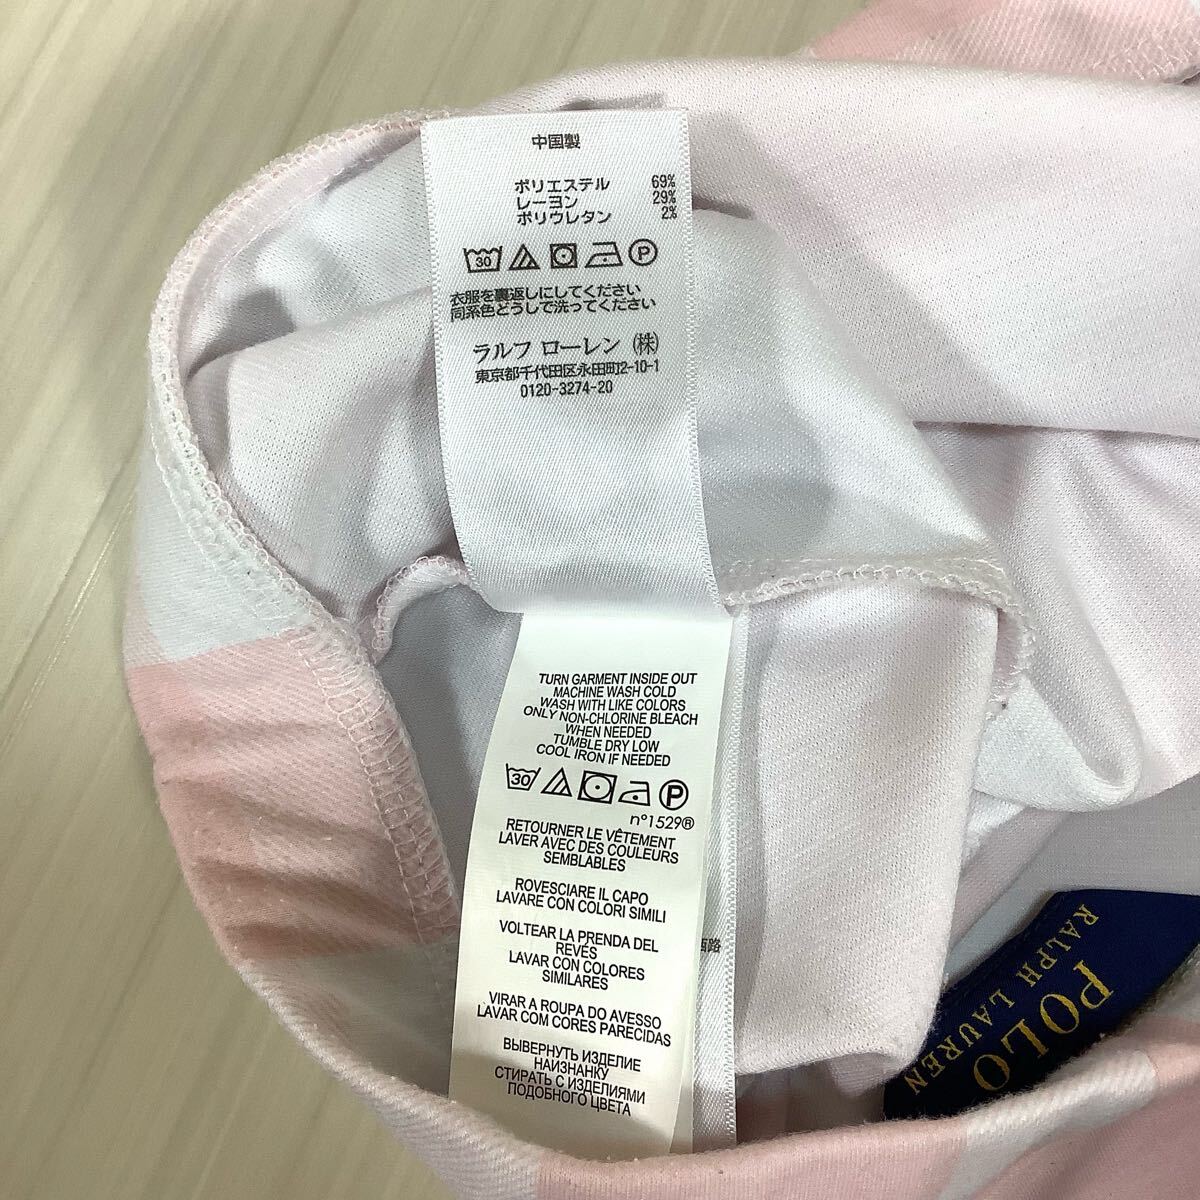 中国製
ポリエステル 69%
レーヨン 29%
ポリウレタン 2%
30 P
衣服を裏返しにしてください
同系色どうしで洗ってください
ラルフ ローレン (株)
東京都千代田区永田町2-10-1
0120-3274-20
TURN GARMENT INSIDE OUT
MACHINE WASH COLD
WASH WITH LIKE COLORS
ONLY NON-CHLORINE BLEACH
WHEN NEEDED
TUMBLE DRY LOW
COOL IRON IF NEEDED
30 P
n°1529®
RETOURNER LE VÊTEMENT
LAVER AVEC DES COULEURS
SEMBLABLES
ROVESCIARE IL CAPO
LAVARE CON COLORI SIMILI
VOLTEAR LA PRENDA DEL
REVÉS
LAVAR CON COLORES
SIMILARES
VIRAR A ROUPA DO AVESSO
LAVAR COM CORES PARECIDAS
ВЫВЕРНУТЬ ИЗДЕЛИЕ
НАИЗНАНКУ
СТИРАТЬ С ИЗДЕЛИЯМИ
ПОДОБНОГО ЦВЕТА
西路
POLO
RALPH LAUREN